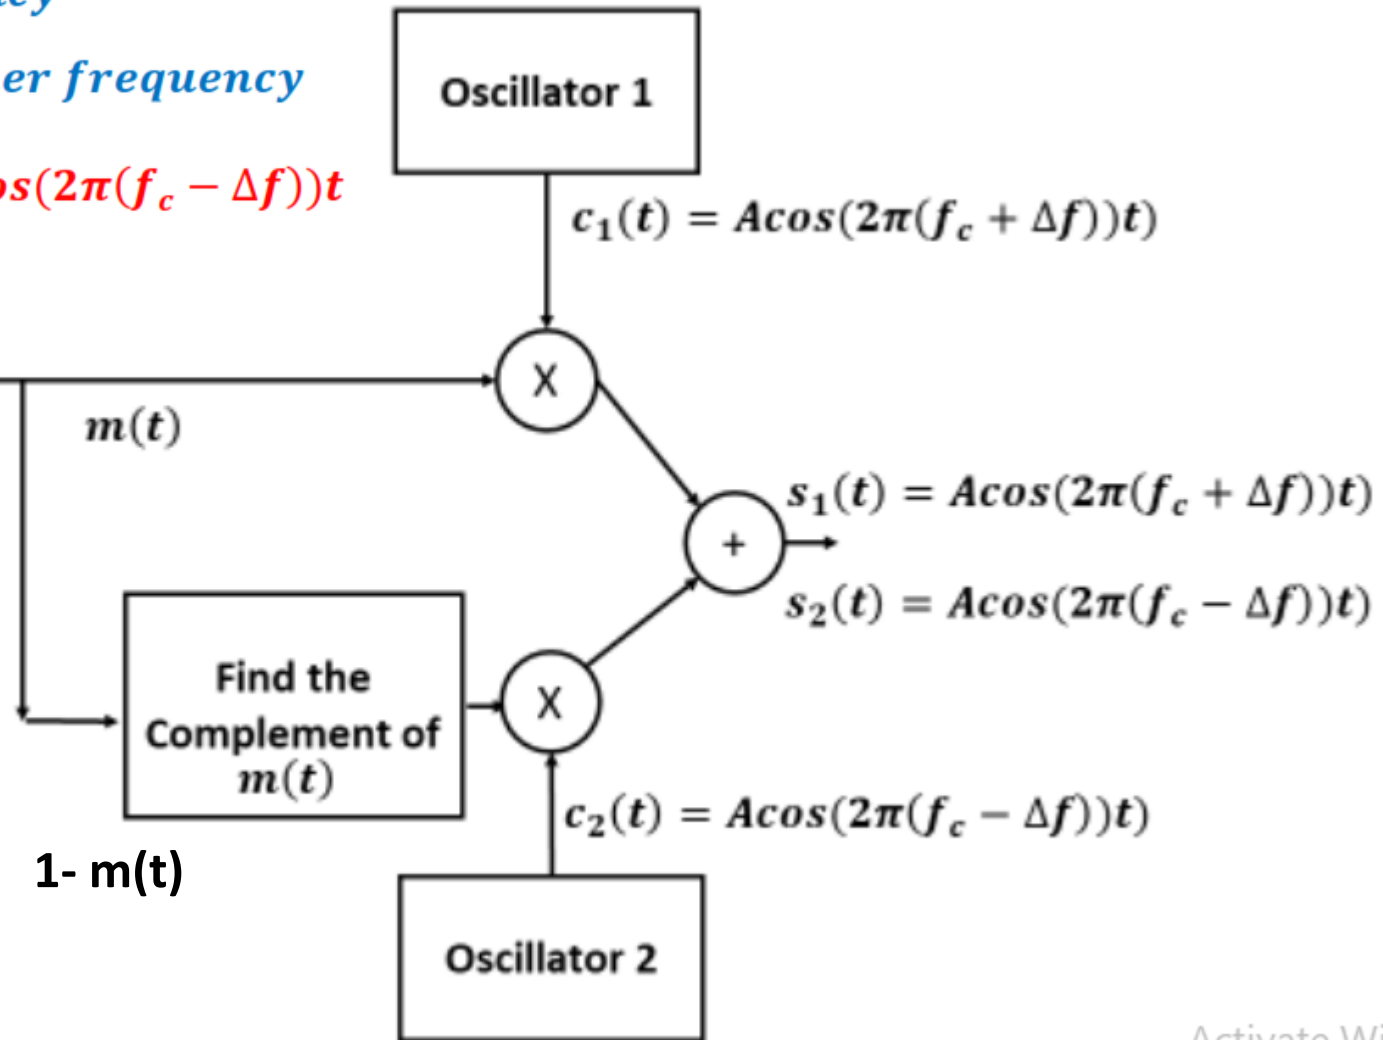 er frequency
Oscillator 1
os(2π(f_c − Δf))t
c₁(t) = Acos(2π(f_c + Δf))t)
X
m(t)
s₁(t) = Acos(2π(f_c + Δf))t)
+
s₂(t) = Acos(2π(f_c − Δf))t)
Find the
Complement of
m(t)
X
c₂(t) = Acos(2π(f_c − Δf))t)
1- m(t)
Oscillator 2